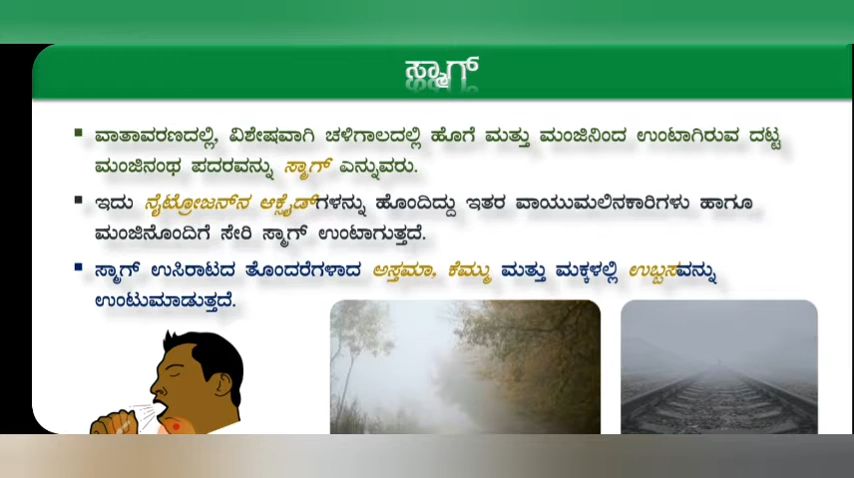 ಸ್ಮಾಗ್
▪ ವಾತಾವರಣದಲ್ಲಿ, ವಿಶೇಷವಾಗಿ ಚಳಿಗಾಲದಲ್ಲಿ ಹೊಗೆ ಮತ್ತು ಮಂಜಿನಿಂದ ಉಂಟಾಗಿರುವ ದಟ್ಟ
ಮಂಜಿನಂಥ ಪದರವನ್ನು ಸ್ಮಾಗ್ ಎನ್ನುವರು.
▪ ಇದು ನೈಟ್ರೋಜನ್‌ನ ಆಕ್ಸೈಡ್‌ಗಳನ್ನು ಹೊಂದಿದ್ದು ಇತರ ವಾಯುಮಲಿನಕಾರಿಗಳು ಹಾಗೂ
ಮಂಜಿನೊಂದಿಗೆ ಸೇರಿ ಸ್ಮಾಗ್ ಉಂಟಾಗುತ್ತದೆ.
▪ ಸ್ಮಾಗ್ ಉಸಿರಾಟದ ತೊಂದರೆಗಳಾದ ಅಸ್ತಮಾ, ಕೆಮ್ಮು ಮತ್ತು ಮಕ್ಕಳಲ್ಲಿ ಉಬ್ಬಸವನ್ನು
ಉಂಟುಮಾಡುತ್ತದೆ.